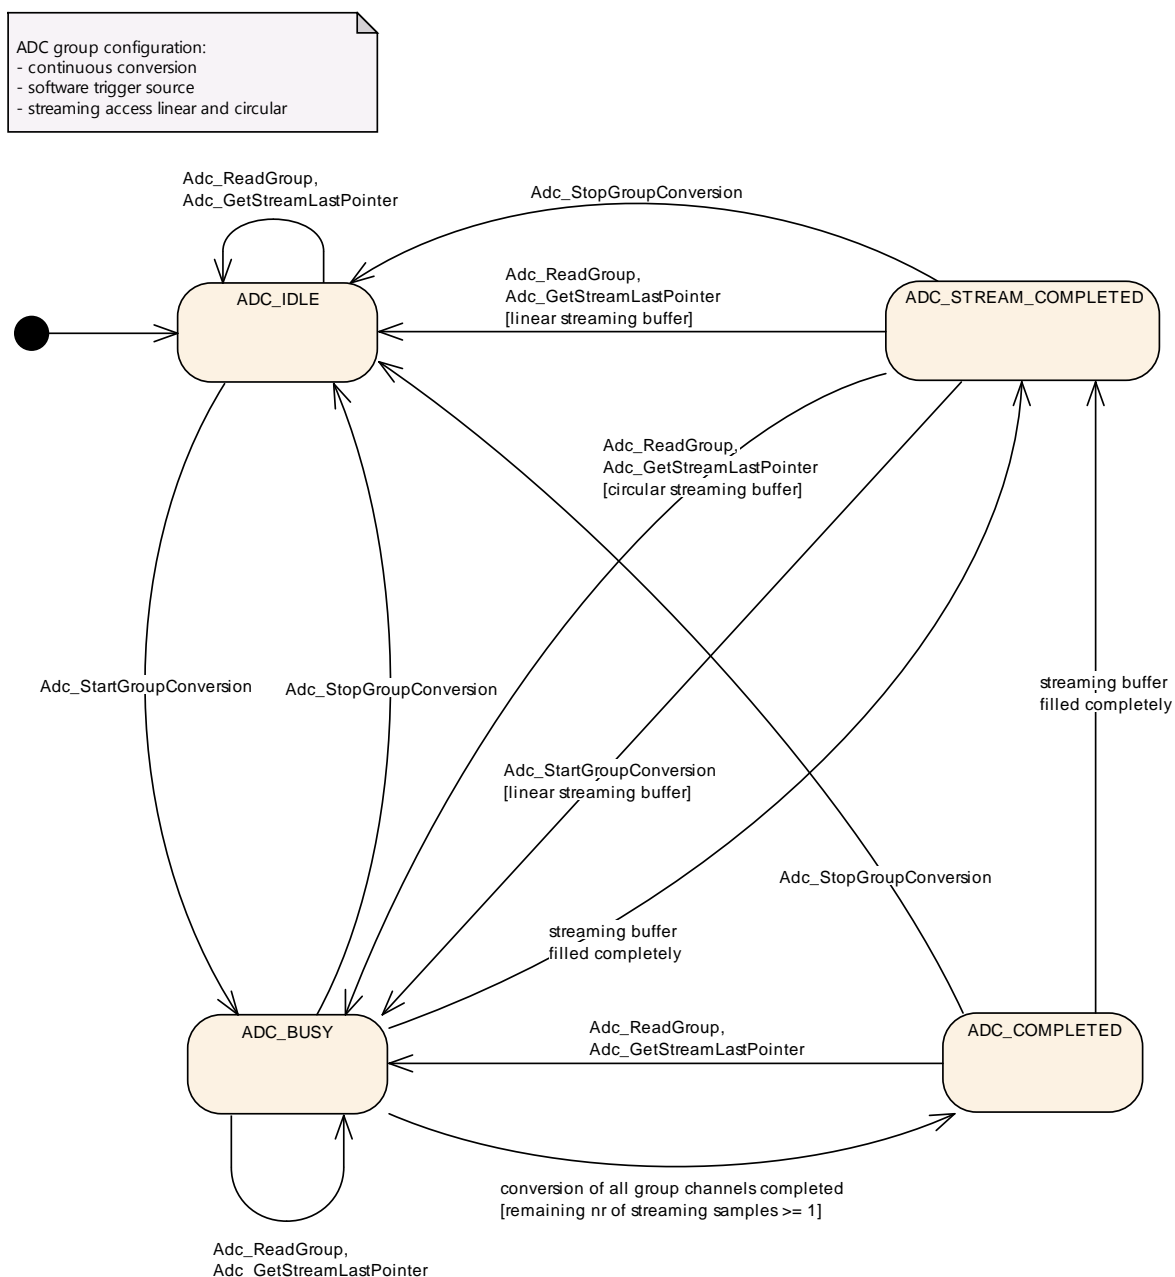 ADC group configuration:
- continuous conversion
- software trigger source
- streaming access linear and circular
Adc_ReadGroup,
Adc_GetStreamLastPointer
Adc_StopGroupConversion
Adc_ReadGroup,
Adc_GetStreamLastPointer
[linear streaming buffer]
ADC_IDLE
ADC_STREAM_COMPLETED
Adc_ReadGroup,
Adc_GetStreamLastPointer
[circular streaming buffer]
Adc_StartGroupConversion
Adc_StopGroupConversion
streaming buffer
filled completely
Adc_StartGroupConversion
[linear streaming buffer]
Adc_StopGroupConversion
streaming buffer
filled completely
ADC_BUSY
Adc_ReadGroup,
Adc_GetStreamLastPointer
ADC_COMPLETED
conversion of all group channels completed
[remaining nr of streaming samples >= 1]
Adc_ReadGroup,
Adc_GetStreamLastPointer